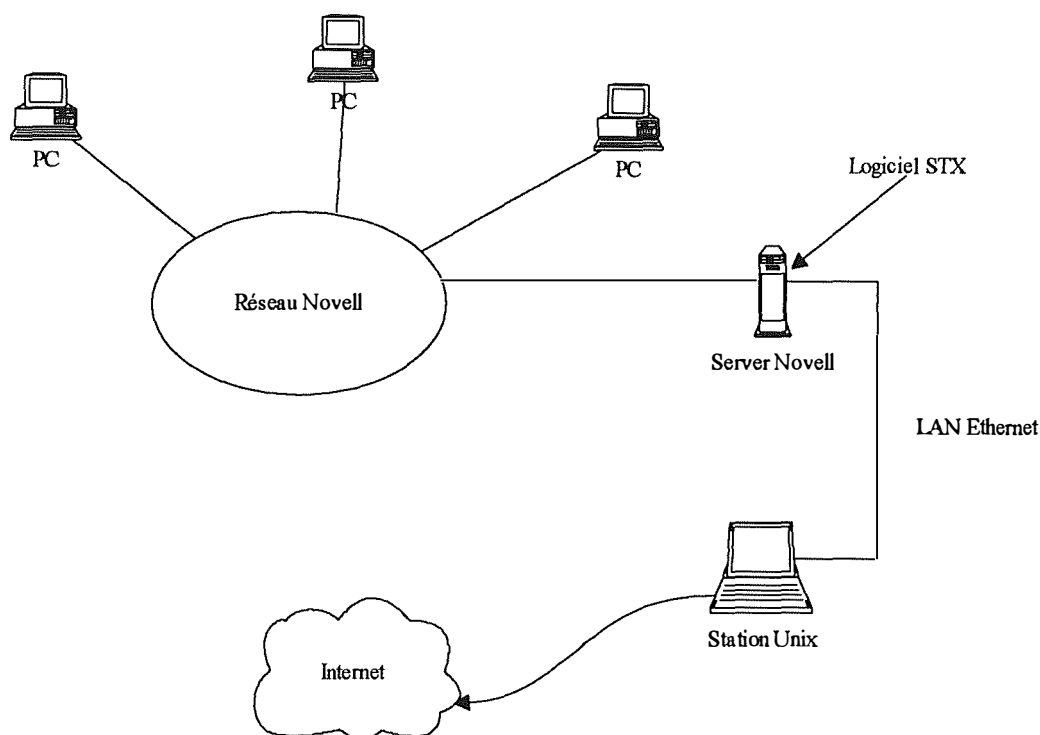 PC
PC
PC
Logiciel STX
Réseau Novell
Server Novell
LAN Ethernet
Station Unix
Internet